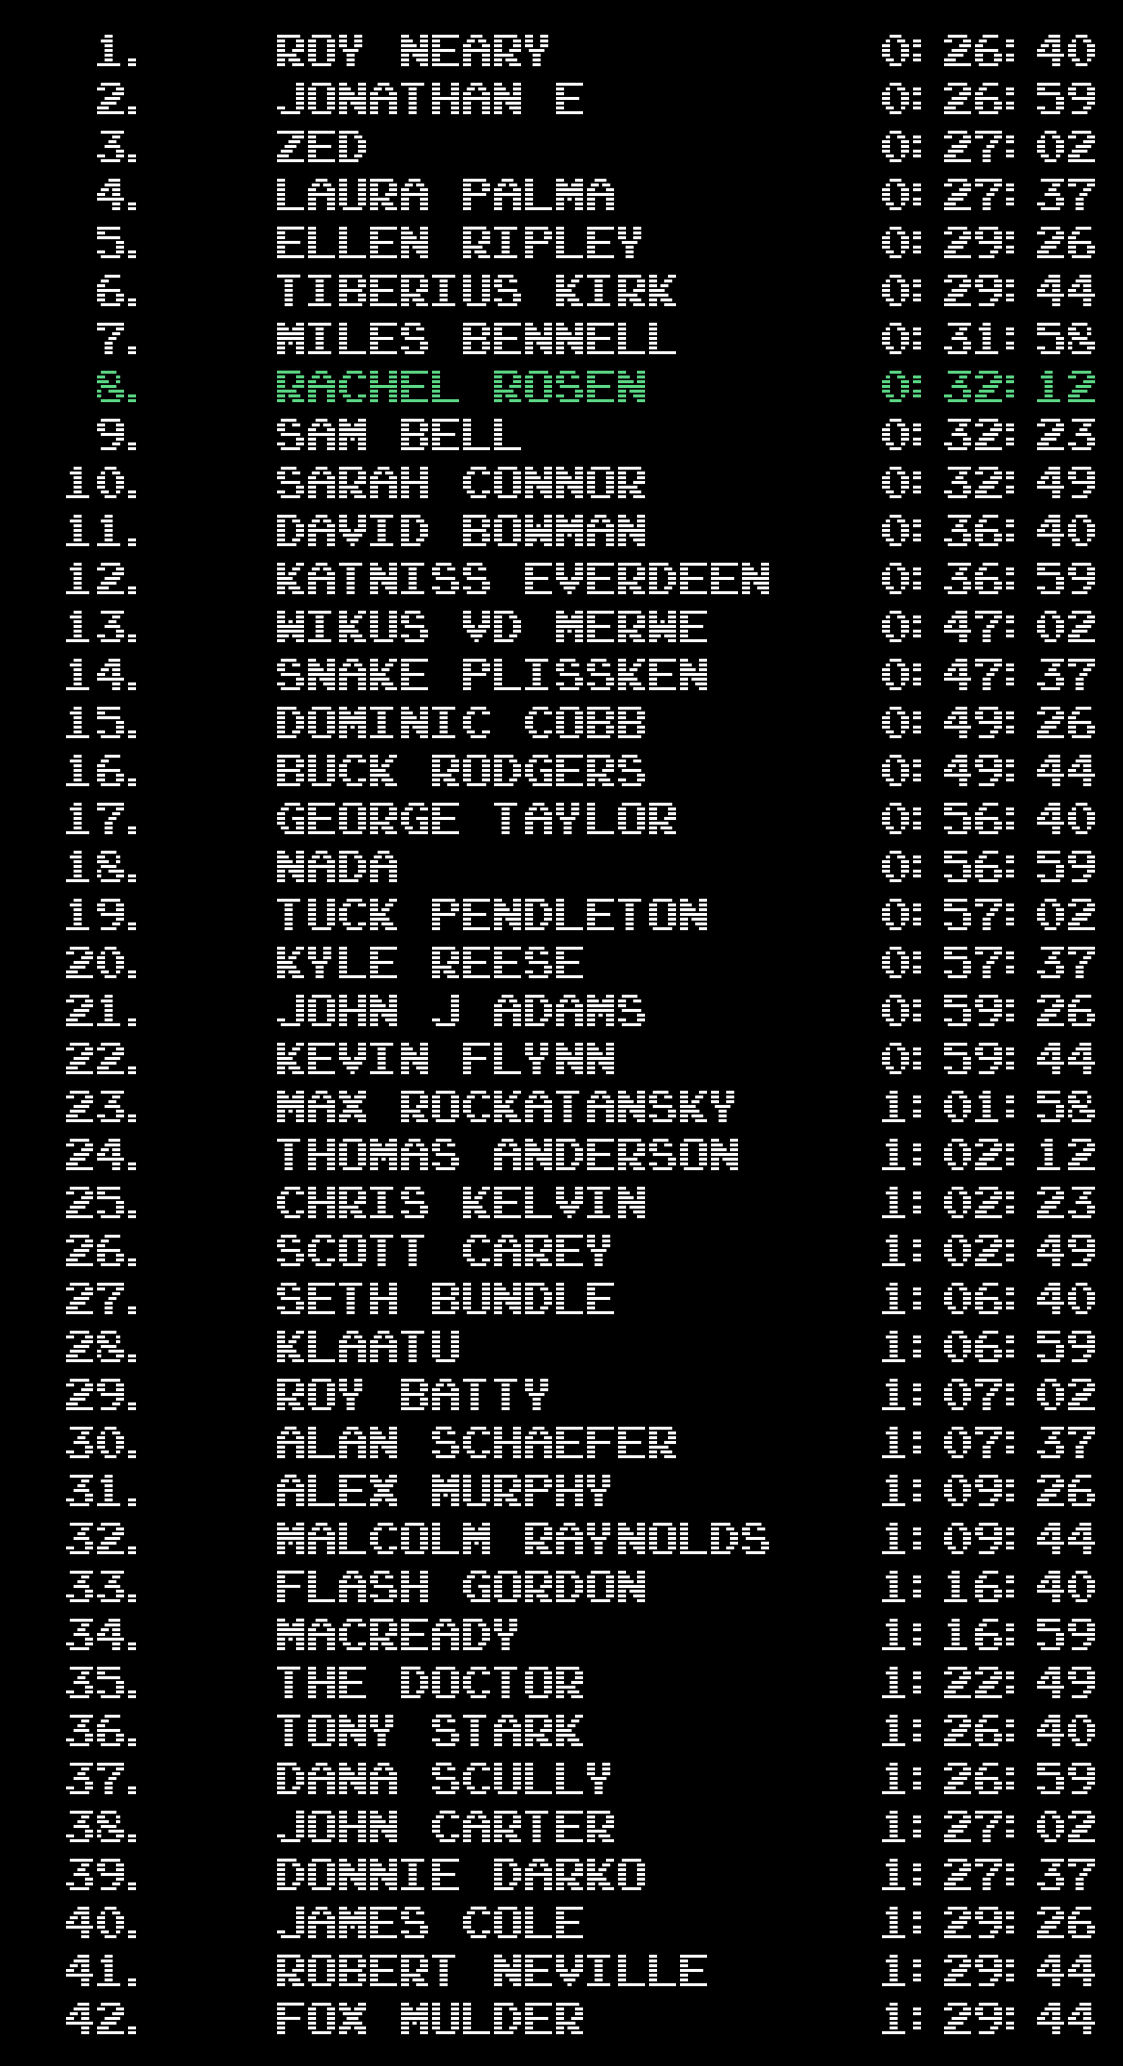 1. ROY NEARY 0:26:40
2. JONATHAN E 0:26:59
3. ZED 0:27:02
4. LAURA PALMA 0:27:37
5. ELLEN RIPLEY 0:29:26
6. TIBERIUS KIRK 0:29:44
7. MILES BENNELL 0:31:58
8. RACHEL ROSEN 0:32:12
9. SAM BELL 0:32:23
10. SARAH CONNOR 0:32:49
11. DAVID BOWMAN 0:36:40
12. KATNISS EVERDEEN 0:36:59
13. WIKUS VD MERWE 0:47:02
14. SNAKE PLISSKEN 0:47:37
15. DOMINIC COBB 0:49:26
16. BUCK RODGERS 0:49:44
17. GEORGE TAYLOR 0:56:40
18. NADA 0:56:59
19. TUCK PENDLETON 0:57:02
20. KYLE REESE 0:57:37
21. JOHN J ADAMS 0:59:26
22. KEVIN FLYNN 0:59:44
23. MAX ROCKATANSKY 1:01:58
24. THOMAS ANDERSON 1:02:12
25. CHRIS KELVIN 1:02:23
26. SCOTT CAREY 1:02:49
27. SETH BUNDLE 1:06:40
28. KLAATU 1:06:59
29. ROY BATTY 1:07:02
30. ALAN SCHAEFER 1:07:37
31. ALEX MURPHY 1:09:26
32. MALCOLM RAYNOLDS 1:09:44
33. FLASH GORDON 1:16:40
34. MACREADY 1:16:59
35. THE DOCTOR 1:22:49
36. TONY STARK 1:26:40
37. DANA SCULLY 1:26:59
38. JOHN CARTER 1:27:02
39. DONNIE DARKO 1:27:37
40. JAMES COLE 1:29:26
41. ROBERT NEVILLE 1:29:44
42. FOX MULDER 1:29:44